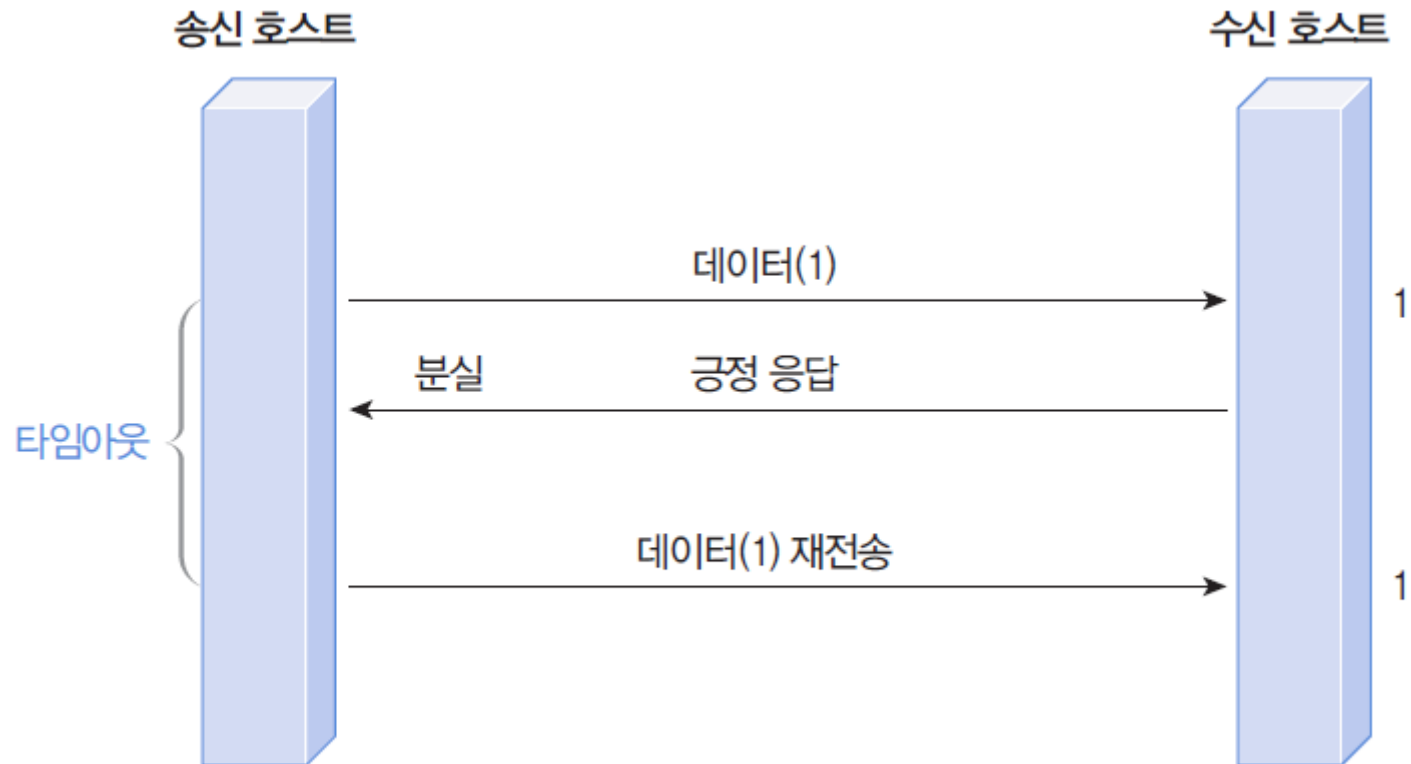 송신 호스트
수신 호스트
데이터(1)
1
분실
긍정 응답
타임아웃
데이터(1) 재전송
1